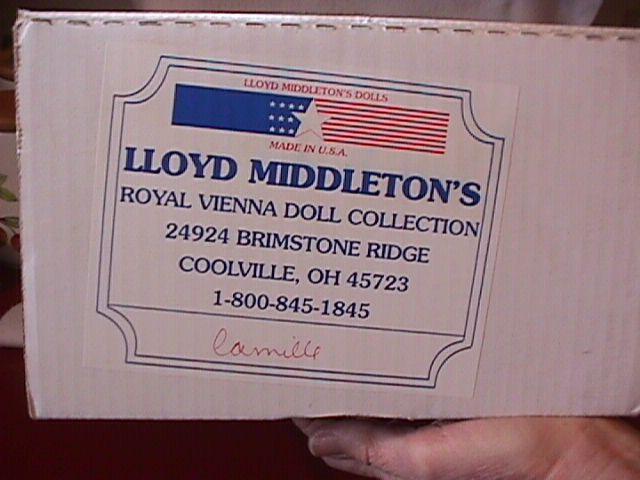 LLOYD MIDDLETON'S DOLLS
MADE IN U.S.A.
LLOYD MIDDLETON'S
ROYAL VIENNA DOLL COLLECTION
24924 BRIMSTONE RIDGE
COOLVILLE, OH 45723
1-800-845-1845
Camille